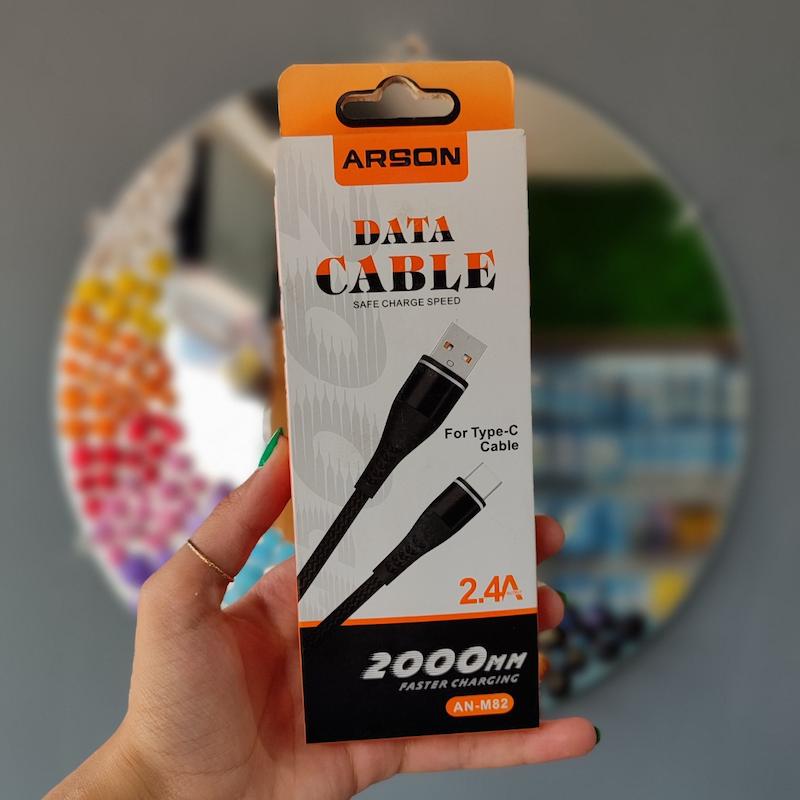 ARSON
DATA
CABLE
SAFE CHARGE SPEED
For Type-C
Cable
2.4A
2000MM
FASTER CHARGING
AN-M82